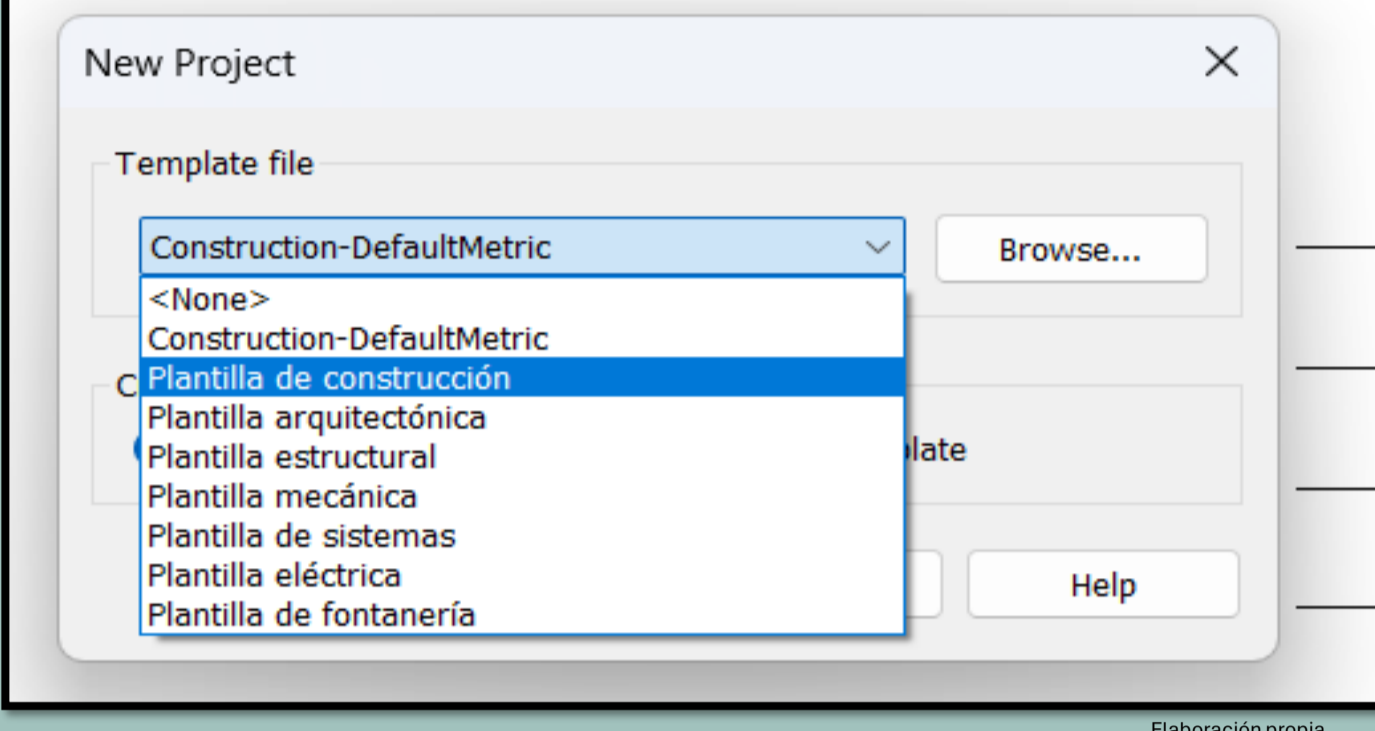 New Project
Template file
Construction-DefaultMetric
Browse...
<None>
Construction-DefaultMetric
Plantilla de construcción
Plantilla arquitectónica
Plantilla estructural
Plantilla mecánica
Plantilla de sistemas
Plantilla eléctrica
Plantilla de fontanería
Help
Elaboración propia